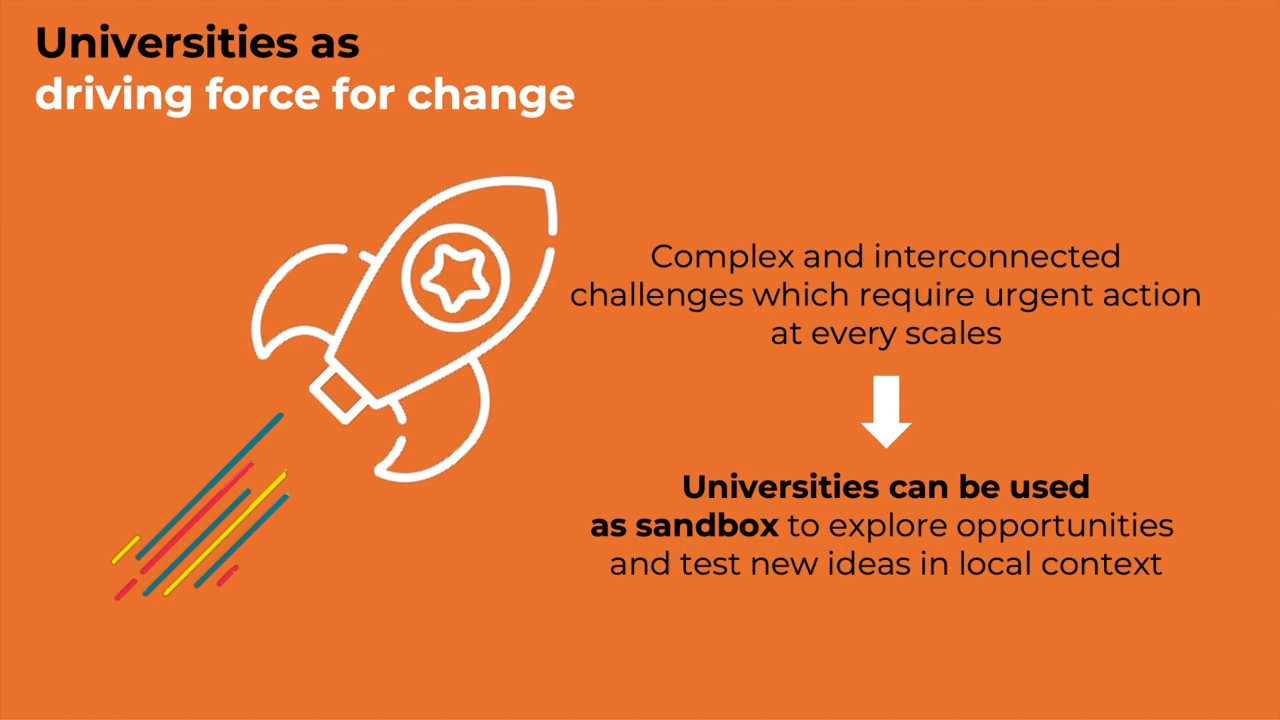 Universities as
driving force for change
Complex and interconnected
challenges which require urgent action
at every scales
Universities can be used
as sandbox to explore opportunities
and test new ideas in local context